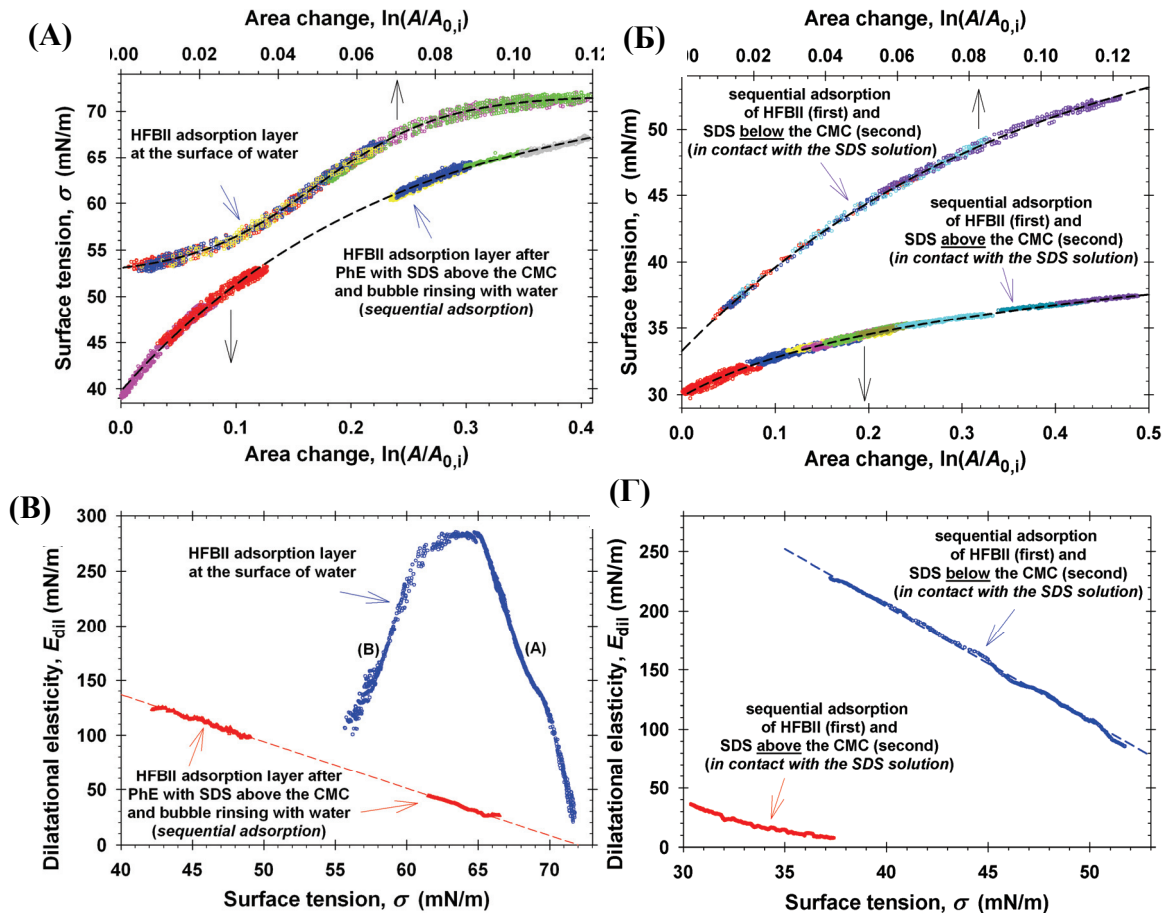 Area change, ln(A/A0,i)
(А)
0.00 0.02 0.04 0.06 0.08 0.10 0.12
Surface tension, σ (mN/m)
70
65
60
55
50
45
40
HFBII adsorption layer
at the surface of water
HFBII adsorption layer after
PhE with SDS above the CMC
and bubble rinsing with water
(sequential adsorption)
0.0 0.1 0.2 0.3 0.4
Area change, ln(A/A0,i)
Area change, ln(A/A0,i)
(Б)
0.00 0.02 0.04 0.06 0.08 0.10 0.12
Surface tension, σ (mN/m)
50
45
40
35
30
sequential adsorption
of HFBII (first) and
SDS below the CMC (second)
(in contact with the SDS solution)
sequential adsorption
of HFBII (first) and
SDS above the CMC (second)
(in contact with the SDS solution)
0.0 0.1 0.2 0.3 0.4 0.5
Area change, ln(A/A0,i)
(В)
Dilatational elasticity, Edil (mN/m)
300
250
200
150
100
50
0
HFBII adsorption layer
at the surface of water
(B)
(A)
HFBII adsorption layer after
PhE with SDS above the CMC
and bubble rinsing with water
(sequential adsorption)
40 45 50 55 60 65 70
Surface tension, σ (mN/m)
(Г)
Dilatational elasticity, Edil (mN/m)
250
200
150
100
50
0
sequential adsorption
of HFBII (first) and
SDS below the CMC (second)
(in contact with the SDS solution)
sequential adsorption
of HFBII (first) and
SDS above the CMC (second)
(in contact with the SDS solution)
30 35 40 45 50
Surface tension, σ (mN/m)